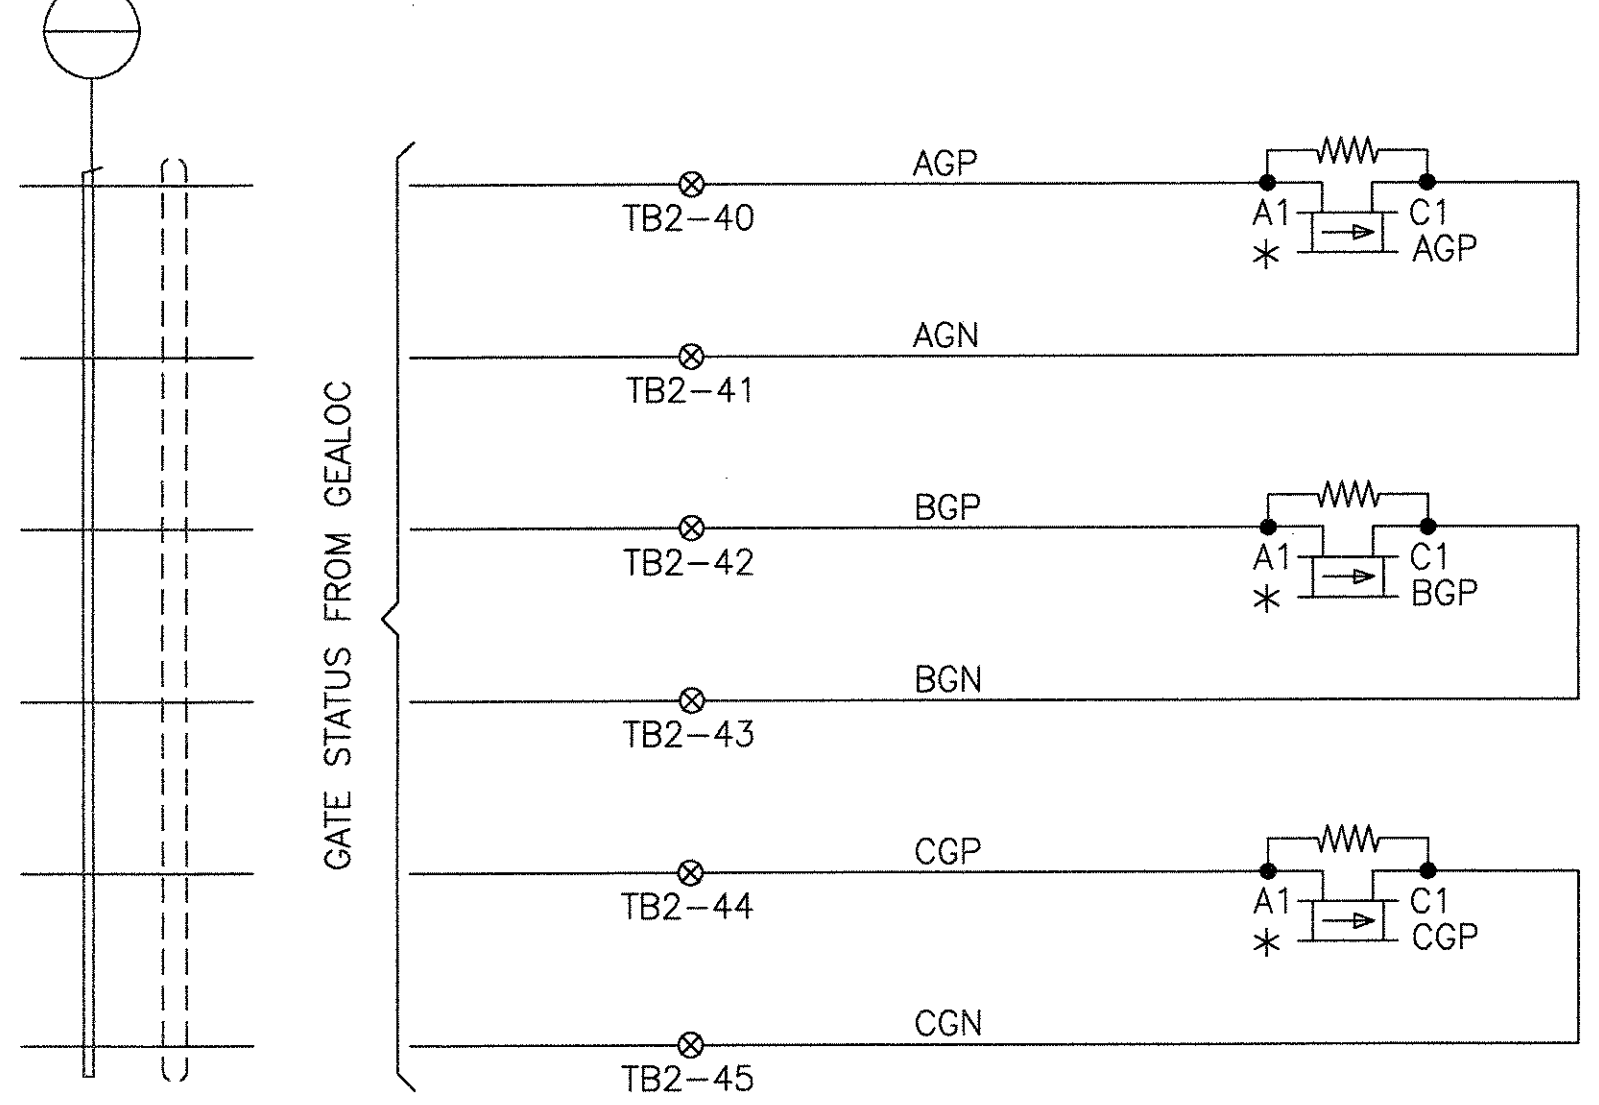 GATE STATUS FROM GEALOC
AGP
TB2-40
A1
C1
*
AGP
AGN
TB2-41
BGP
TB2-42
A1
C1
*
BGP
BGN
TB2-43
CGP
TB2-44
A1
C1
*
CGP
CGN
TB2-45